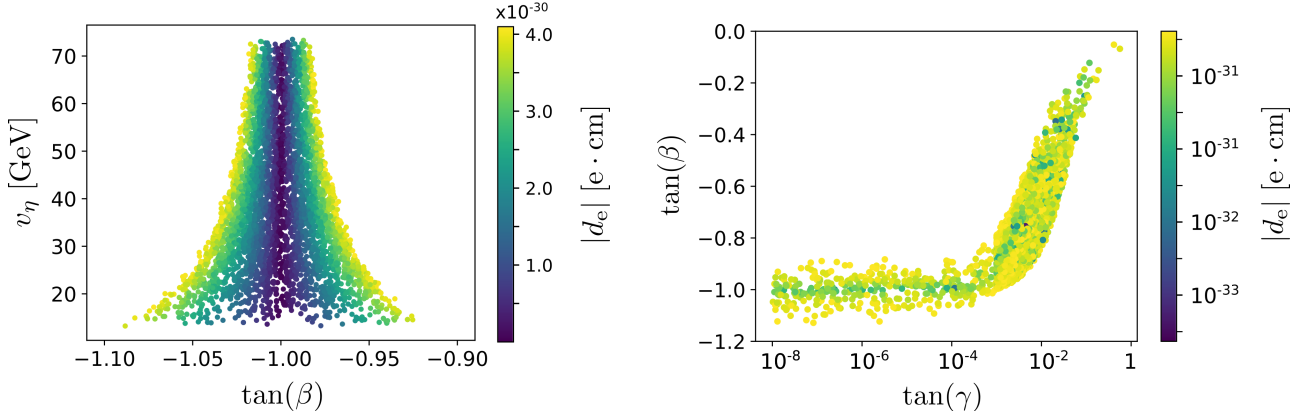 ×10-30
4.0
3.0
2.0
1.0
|de| [e · cm]
70
60
50
40
30
20
vη [GeV]
−1.10 −1.05 −1.00 −0.95 −0.90
tan(β)
0.0
−0.2
−0.4
−0.6
−0.8
−1.0
−1.2
tan(β)
10-8 10-6 10-4 10-2 1
tan(γ)
10-31
10-31
10-32
10-33
|de| [e · cm]